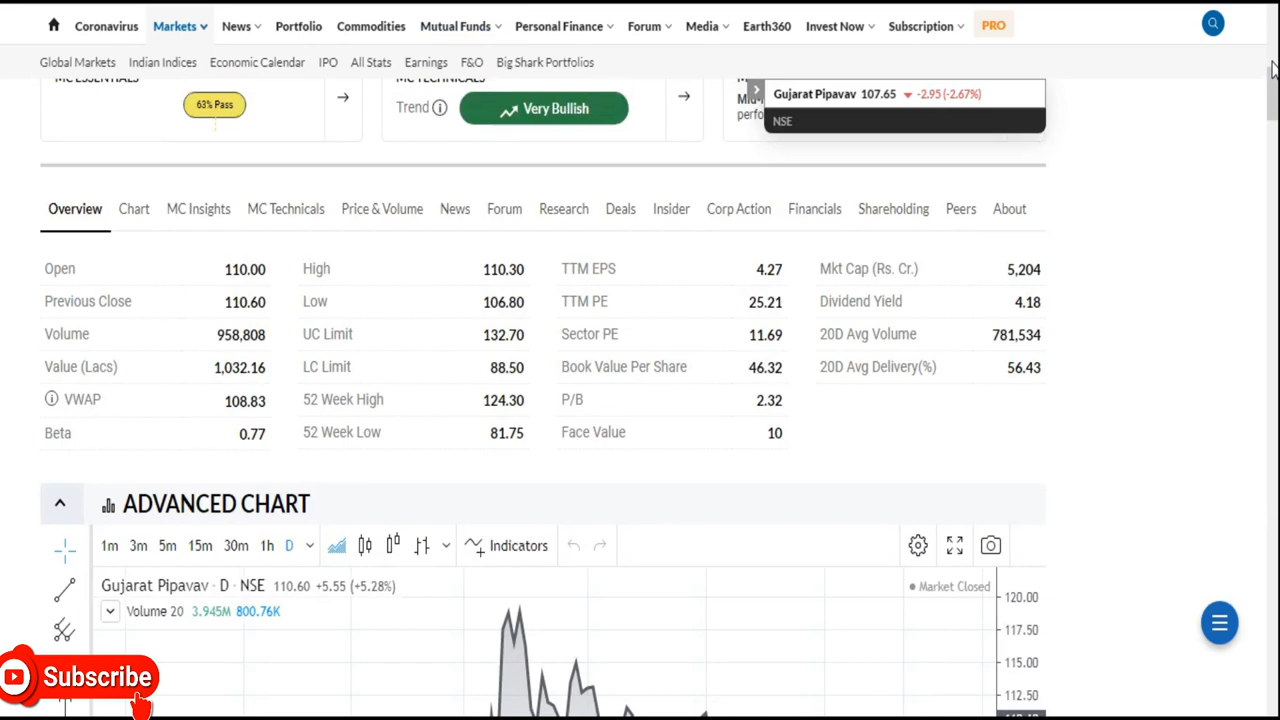 Coronavirus Markets News Portfolio Commodities Mutual Funds Personal Finance Forum Media Earth360 Invest Now Subscription PRO
Global Markets Indian Indices Economic Calendar IPO All Stats Earnings F&O Big Shark Portfolios
MC ESSENTIALS MC TECHNICALS
63% Pass
Trend Very Bullish
Gujarat Pipavav 107.65 -2.95 (-2.67%)
NSE
Overview Chart MC Insights MC Technicals Price & Volume News Forum Research Deals Insider Corp Action Financials Shareholding Peers About
Open 110.00 High 110.30 TTM EPS 4.27 Mkt Cap (Rs. Cr.) 5,204
Previous Close 110.60 Low 106.80 TTM PE 25.21 Dividend Yield 4.18
Volume 958,808 UC Limit 132.70 Sector PE 11.69 20D Avg Volume 781,534
Value (Lacs) 1,032.16 LC Limit 88.50 Book Value Per Share 46.32 20D Avg Delivery(%) 56.43
VWAP 108.83 52 Week High 124.30 P/B 2.32
Beta 0.77 52 Week Low 81.75 Face Value 10
ADVANCED CHART
1m 3m 5m 15m 30m 1h D Indicators
Gujarat Pipavav · D · NSE 110.60 +5.55 (+5.28%) Market Closed
Volume 20 3.945M 800.76K
120.00
117.50
115.00
112.50
Subscribe